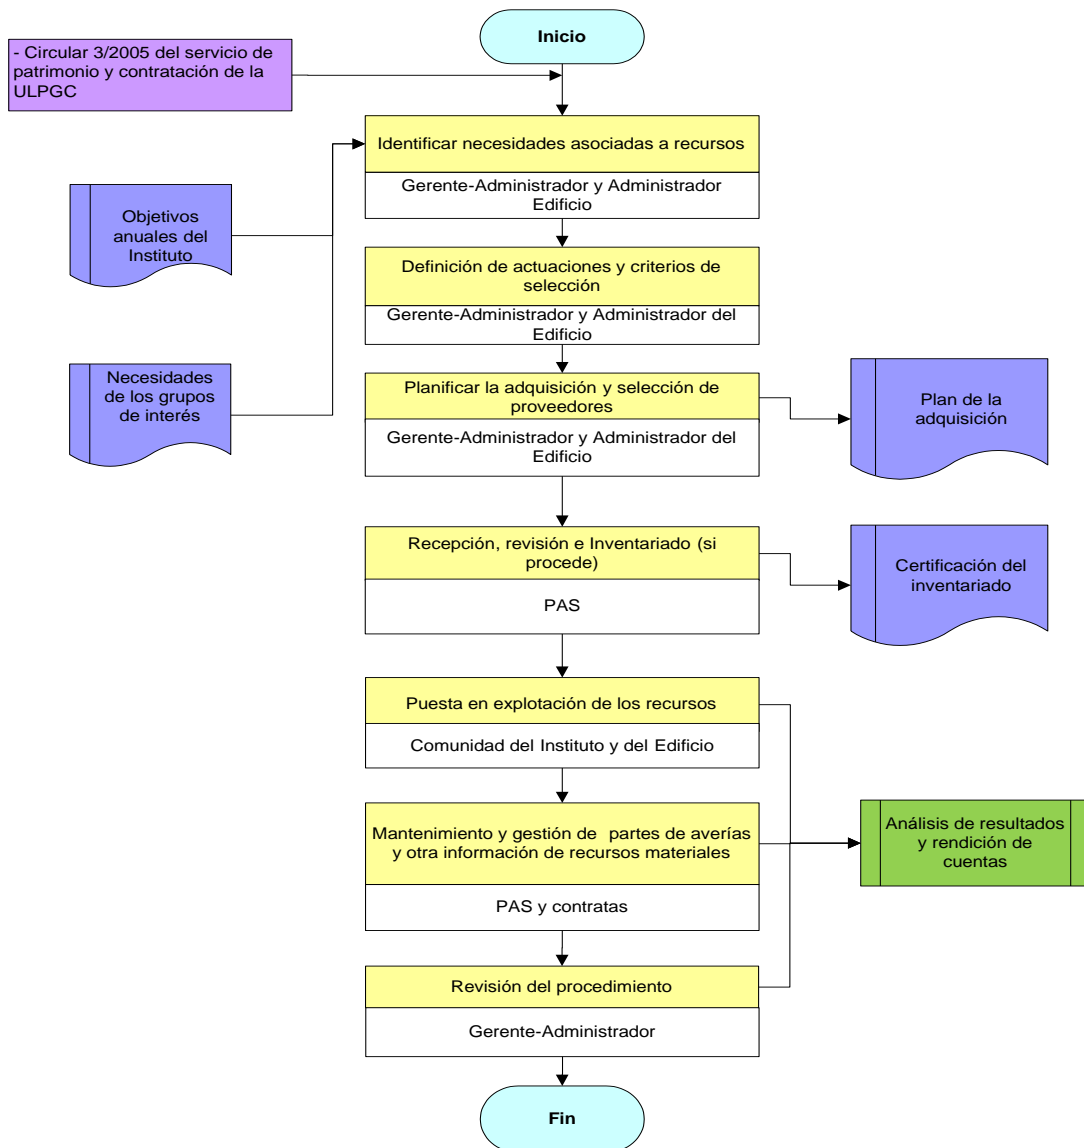 Inicio
- Circular 3/2005 del servicio de
patrimonio y contratación de la
ULPGC
Identificar necesidades asociadas a recursos
Gerente-Administrador y Administrador
Edificio
Objetivos
anuales del
Instituto
Definición de actuaciones y criterios de
selección
Gerente-Administrador y Administrador del
Edificio
Necesidades
de los grupos
de interés
Planificar la adquisición y selección de
proveedores
Gerente-Administrador y Administrador del
Edificio
Plan de la
adquisición
Recepción, revisión e Inventariado (si
procede)
PAS
Certificación del
inventariado
Puesta en explotación de los recursos
Comunidad del Instituto y del Edificio
Mantenimiento y gestión de partes de averías
y otra información de recursos materiales
PAS y contratas
Análisis de resultados
y rendición de
cuentas
Revisión del procedimiento
Gerente-Administrador
Fin